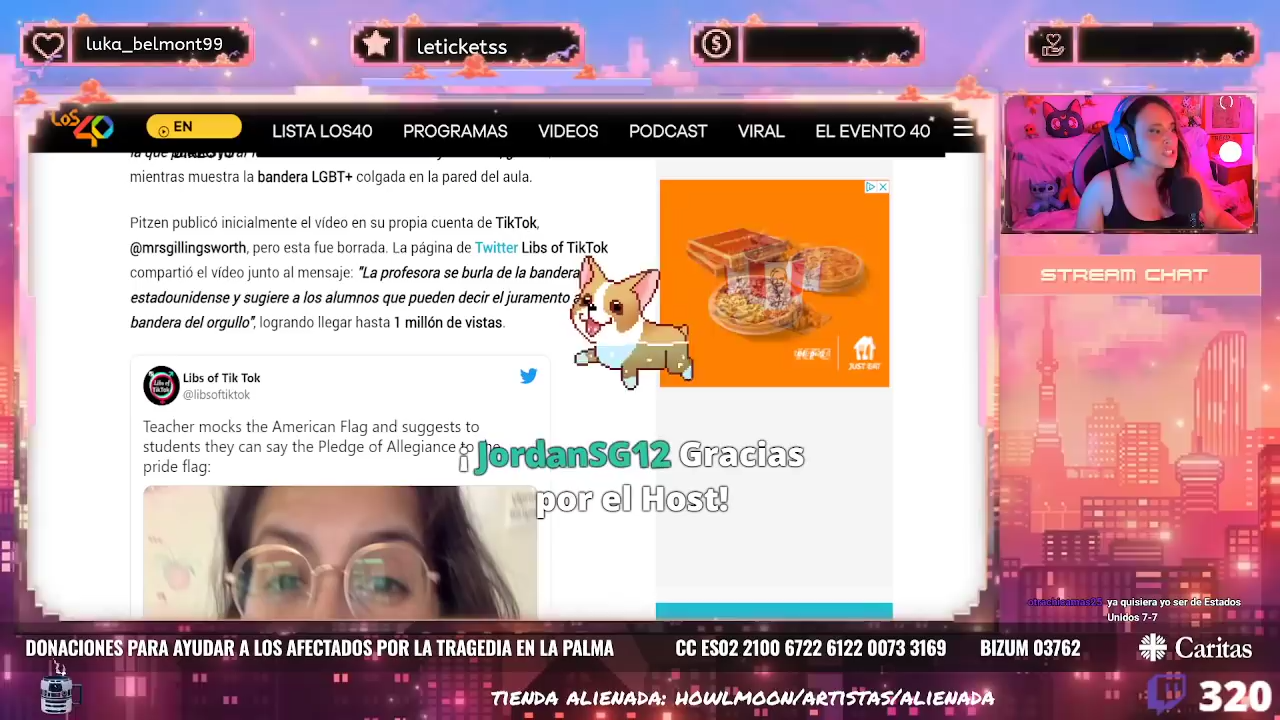 luka_belmont99
leticketss
LOS40
EN
LISTA LOS40
PROGRAMAS
VIDEOS
PODCAST
VIRAL
EL EVENTO 40
mientras muestra la bandera LGBT+ colgada en la pared del aula.
Pitzen publicó inicialmente el vídeo en su propia cuenta de TikTok,
@mrsgillingsworth, pero esta fue borrada. La página de Twitter Libs of TikTok
compartió el vídeo junto al mensaje: "La profesora se burla de la bandera
estadounidense y sugiere a los alumnos que pueden decir el juramento
bandera del orgullo", logrando llegar hasta 1 millón de vistas.
Libs of Tik Tok
@libsoftiktok
Teacher mocks the American Flag and suggests to
students they can say the Pledge of Allegiance to
pride flag:
¡JordanSG12 Gracias
por el Host!
KFC
JUST EAT
STREAM CHAT
otrachicamas25 ya quisiera yo ser de Estados
Unidos 7-7
DONACIONES PARA AYUDAR A LOS AFECTADOS POR LA TRAGEDIA EN LA PALMA
CC ES02 2100 6722 6122 0073 3169
BIZUM 03762
Caritas
TIENDA ALIENADA: HOWLMOON/ARTISTAS/ALIENADA
320